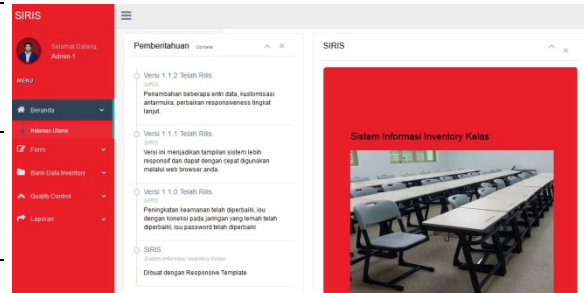 SIRIS
Selamat Datang,
Admin-1
MENU
Beranda
Halaman Utama
Form
Bank Data Inventory
Quality Control
Laporan
Pemberitahuan Update
Versi 1.1.2 Telah Rilis
SIRIS
Penambahan beberapa entri data, kustomisasi
antarmuka, perbaikan responsiveness tingkat
lanjut.
Versi 1.1.1 Telah Rilis
SIRIS
Versi ini menjadikan tampilan sistem lebih
responsif dan dapat dengan cepat digunakan
melalui web browser anda.
Versi 1.1.0 Telah Rilis
SIRIS
Peningkatan keamanan telah diperbaiki, isu
dengan koneksi pada jaringan yang lemah telah
diperbaiki, isu password telah diperbaiki
SIRIS
Sistem Informasi Inventory Kelas
Dibuat dengan Responsive Template
SIRIS
Sistem Informasi Inventory Kelas